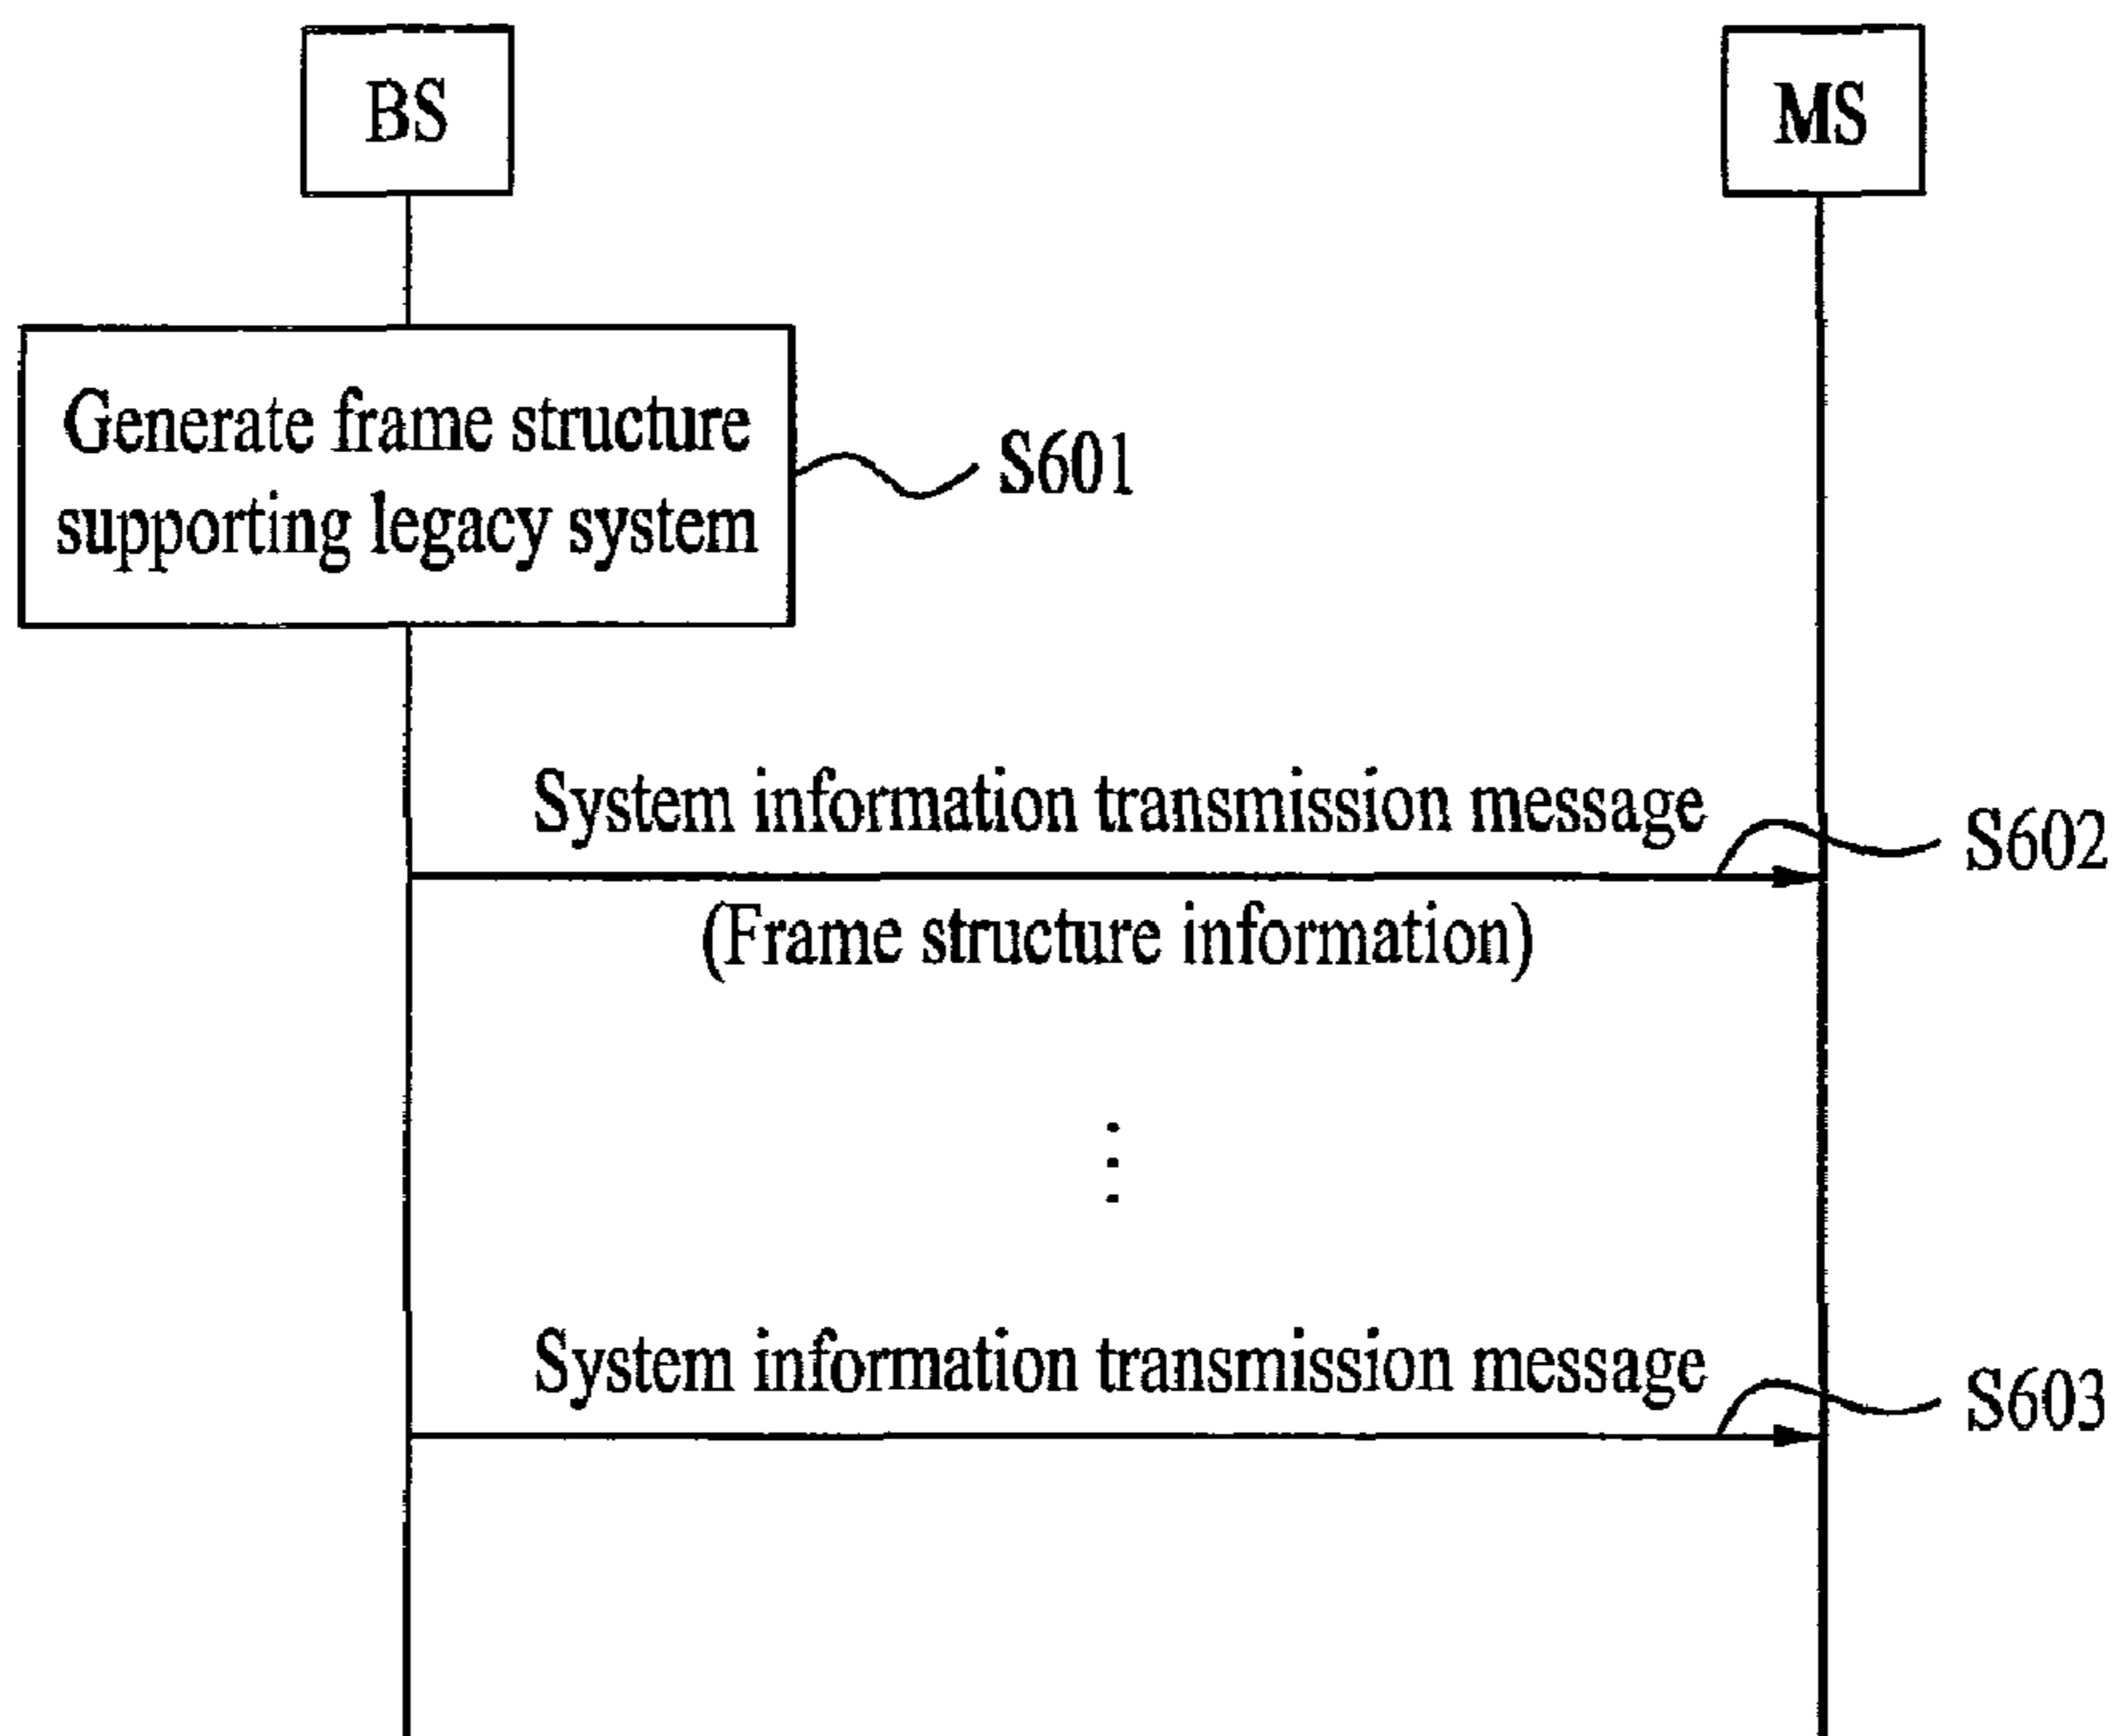 BS
MS
Generate frame structure
supporting legacy system
S601
System information transmission message
S602
(Frame structure information)
System information transmission message
S603